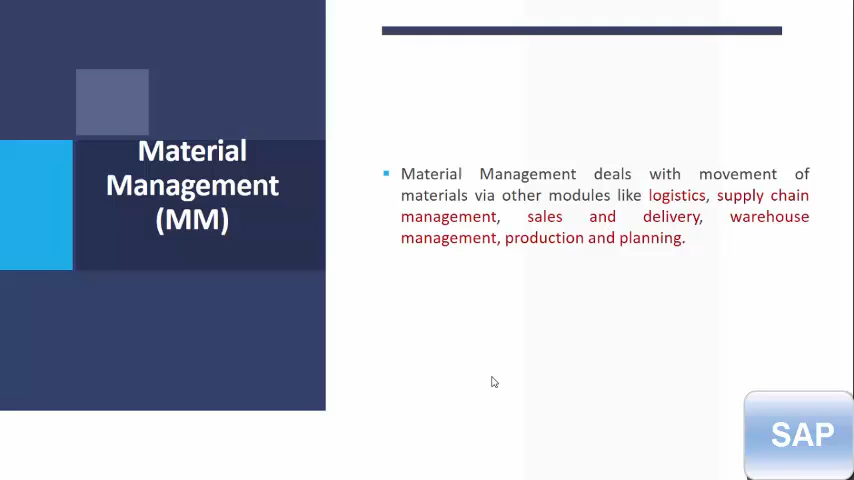 Material
Management
(MM)
Material Management deals with movement of
materials via other modules like logistics, supply chain
management, sales and delivery, warehouse
management, production and planning.
SAP